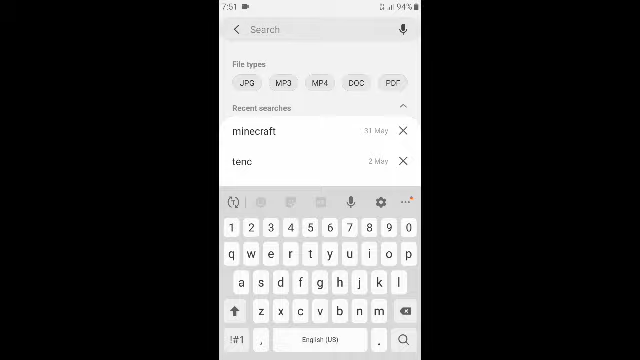 7:51 94%
Search
File types
JPG MP3 MP4 DOC PDF
Recent searches
minecraft 31 May
tenc 2 May
1 2 3 4 5 6 7 8 9 0
q w e r t y u i o p
a s d f g h j k l
z x c v b n m
!#1 , English (US) .